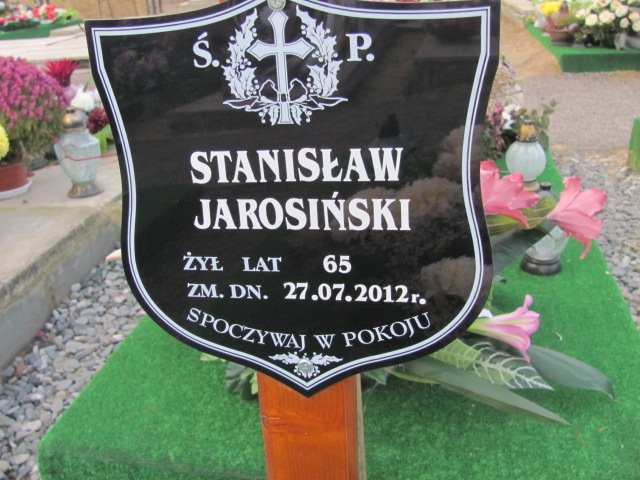 Ś. P.
STANISŁAW
JAROSIŃSKI
ŻYŁ LAT 65
ZM. DN. 27.07.2012r.
SPOCZYWAJ W POKOJU